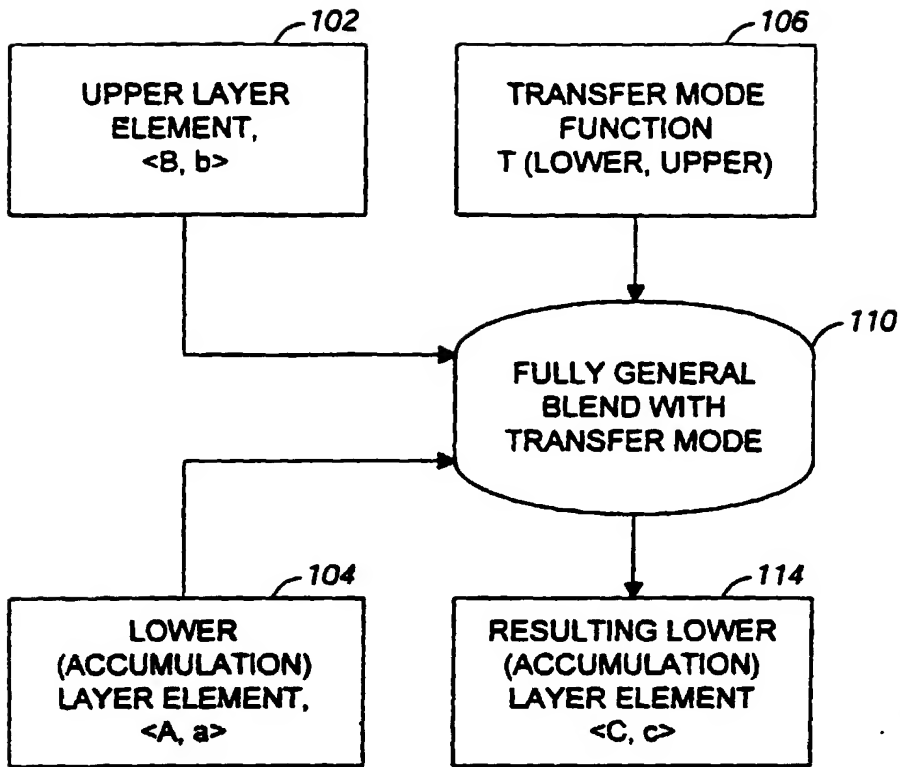 102
UPPER LAYER
ELEMENT,
<B, b>
106
TRANSFER MODE
FUNCTION
T (LOWER, UPPER)
110
FULLY GENERAL
BLEND WITH
TRANSFER MODE
104
LOWER
(ACCUMULATION)
LAYER ELEMENT,
<A, a>
114
RESULTING LOWER
(ACCUMULATION)
LAYER ELEMENT
<C, c>